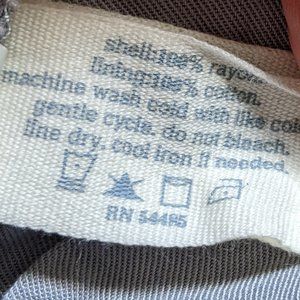 shell:100% rayon.
lining:100% cotton.
machine wash cold with like
gentle cycle. do not bleach.
line dry. cool iron if needed.
RN 54485